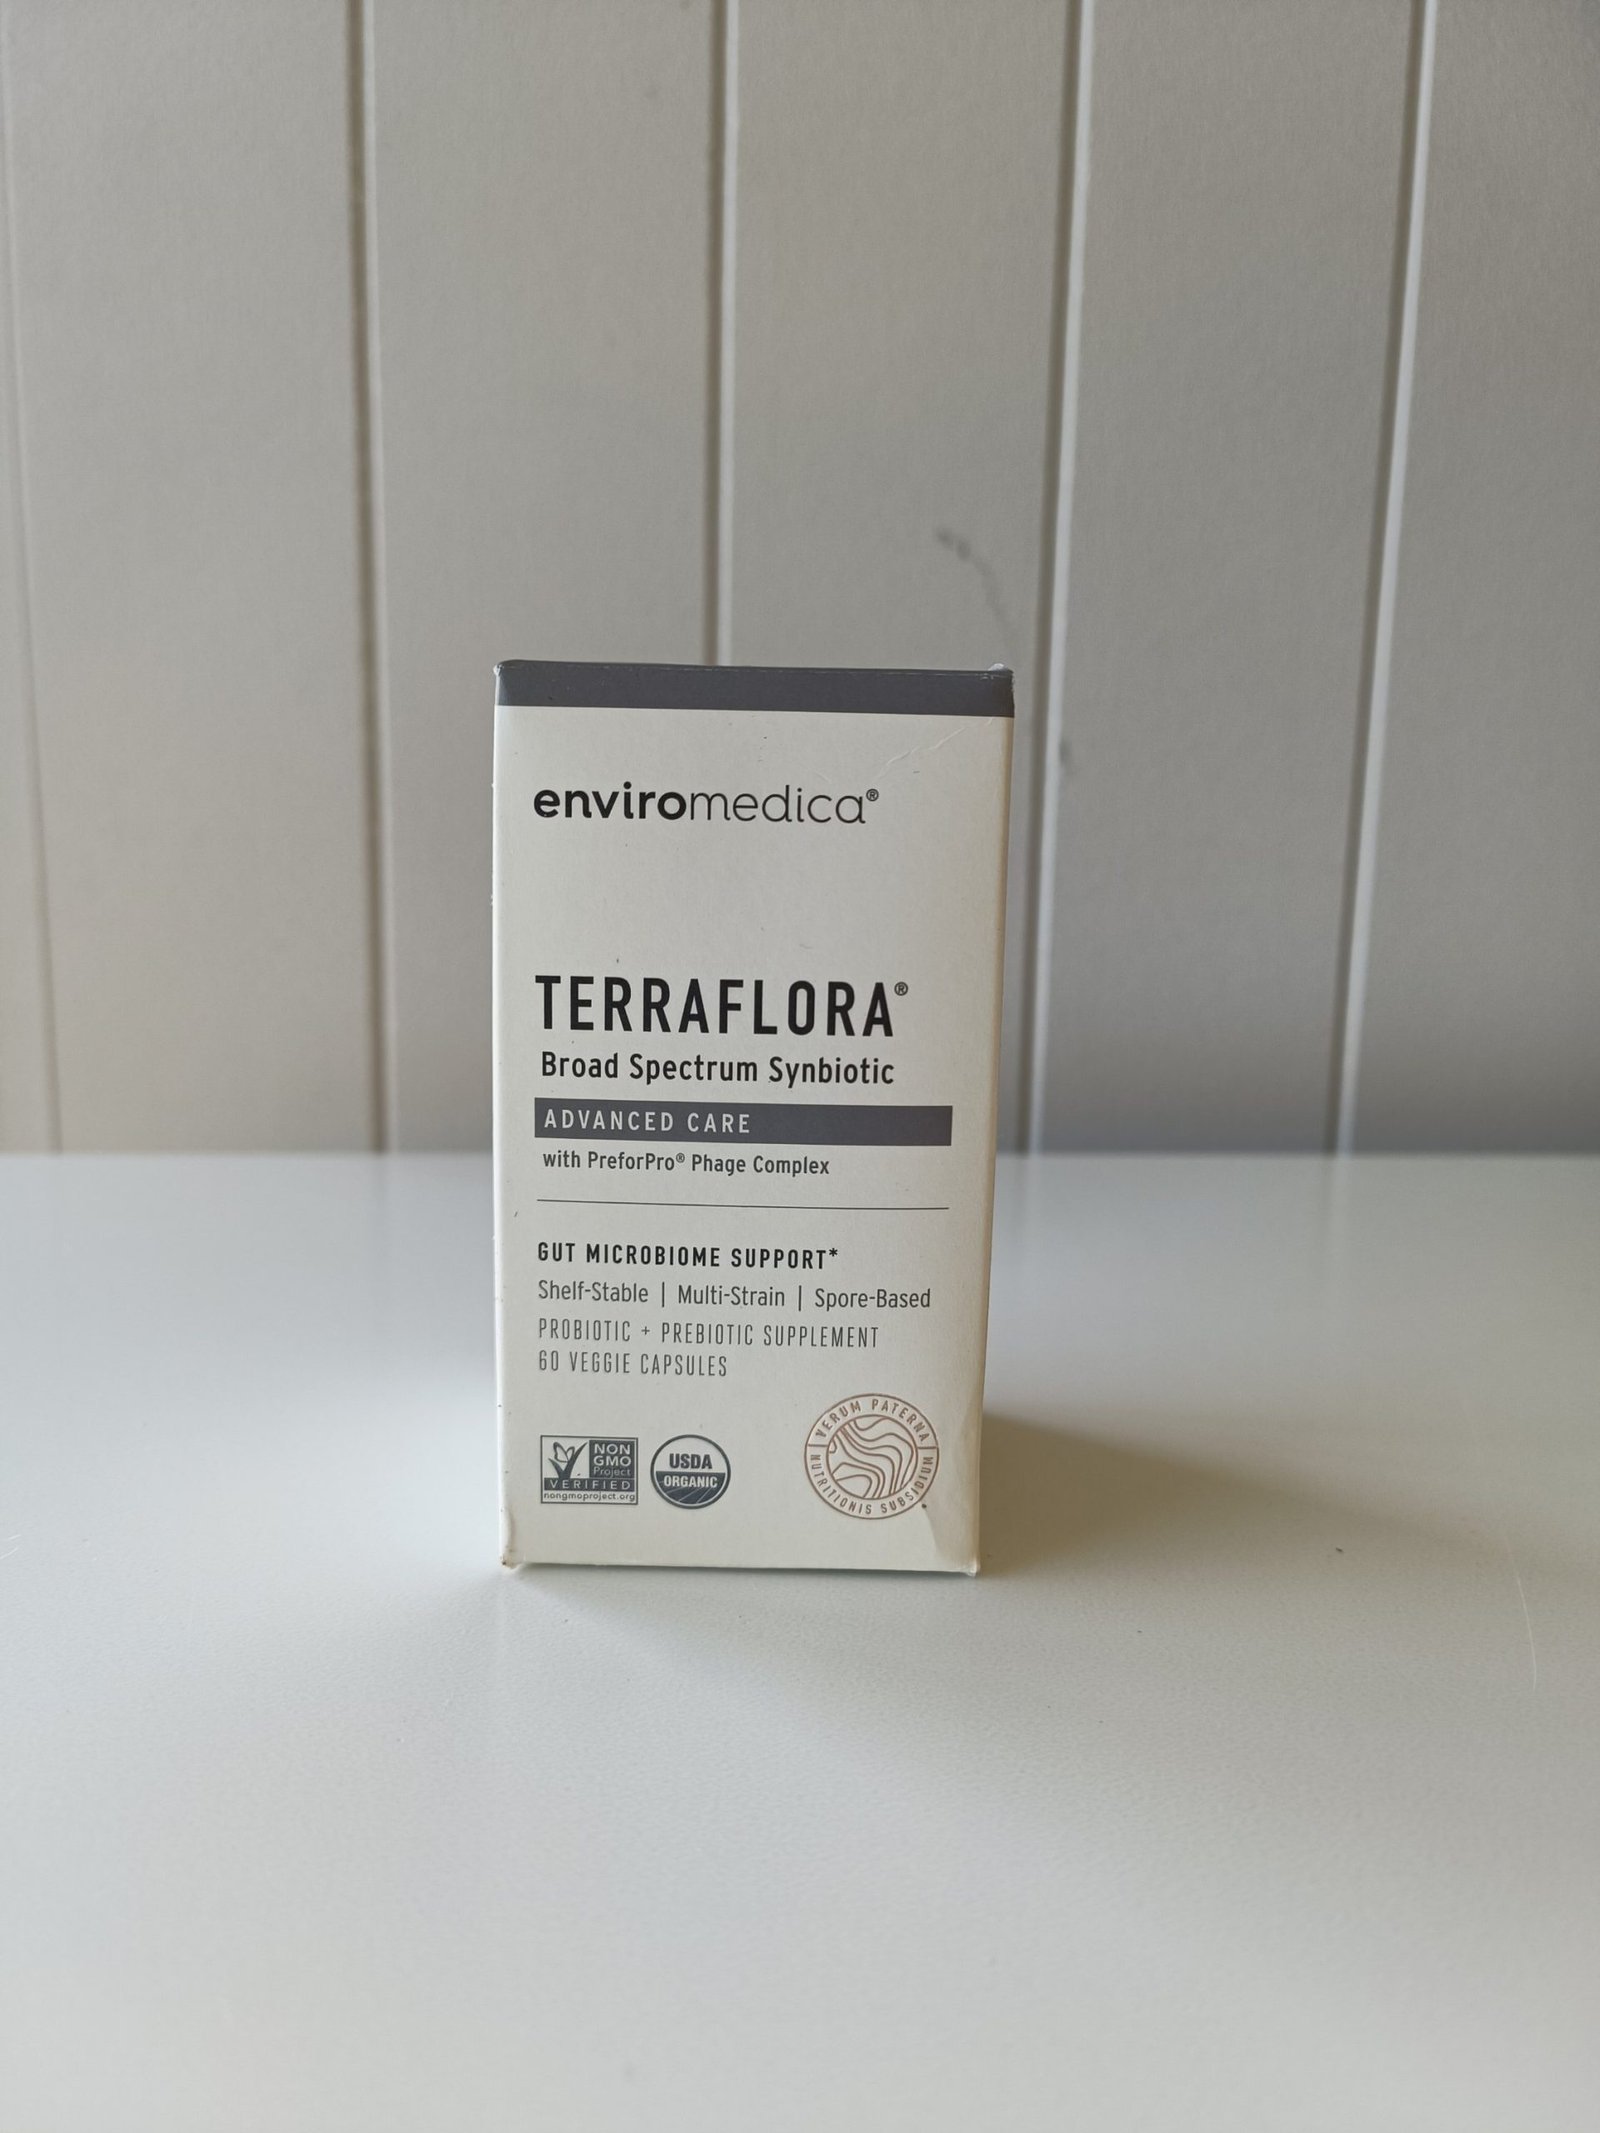 enviromedica®
TERRAFLORA®
Broad Spectrum Synbiotic
ADVANCED CARE
with PreforPro® Phage Complex
GUT MICROBIOME SUPPORT*
Shelf-Stable | Multi-Strain | Spore-Based
PROBIOTIC + PREBIOTIC SUPPLEMENT
60 VEGGIE CAPSULES
NON
GMO
Project
VERIFIED
nongmoproject.org
USDA
ORGANIC
VERUM PATERNA
NUTRITIONIS SUBSIDIUM